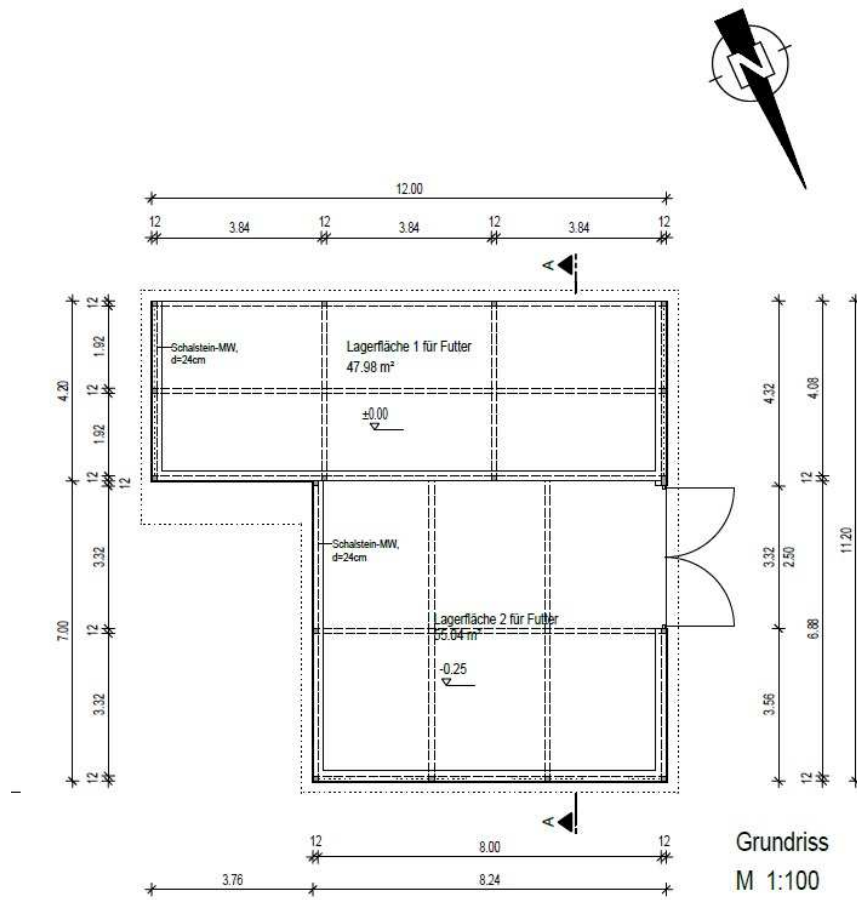 N
12.00
12 3.84 12 3.84 12 3.84 12
A
Schalstein-MW,
d=24cm
Lagerfläche 1 für Futter
47.98 m²
±0.00
12 1.92 12 1.92 12 12 3.32 12 3.32 12
4.20 7.00
4.32 3.32 3.56
2.50
4.08 12 6.88 12
11.20
Schalstein-MW,
d=24cm
Lagerfläche 2 für Futter
55.04 m²
-0.25
A
12 8.00 12
3.76 8.24
Grundriss
M 1:100